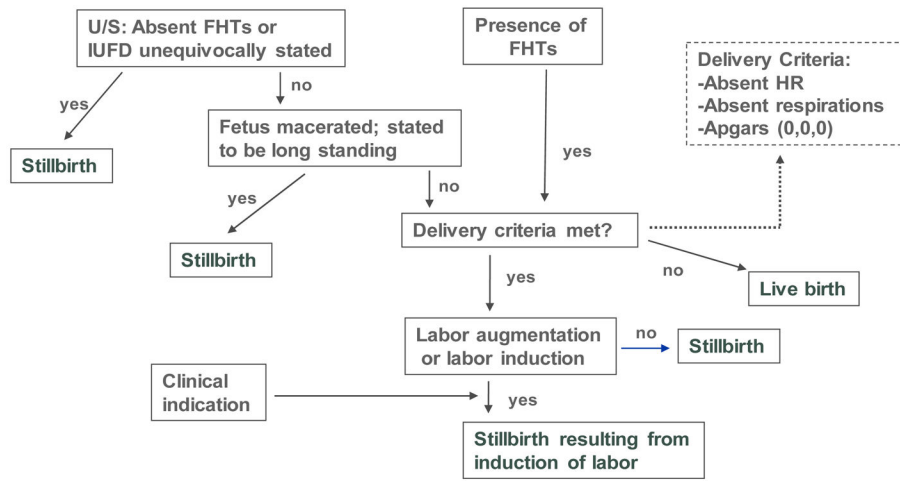 U/S: Absent FHTs or
IUFD unequivocally stated
Presence of
FHTs
Delivery Criteria:
-Absent HR
-Absent respirations
-Apgars (0,0,0)
yes
no
Stillbirth
Fetus macerated; stated
to be long standing
yes
yes
no
Stillbirth
Delivery criteria met?
no
Live birth
yes
Labor augmentation
or labor induction
no
Stillbirth
Clinical
indication
yes
Stillbirth resulting from
induction of labor